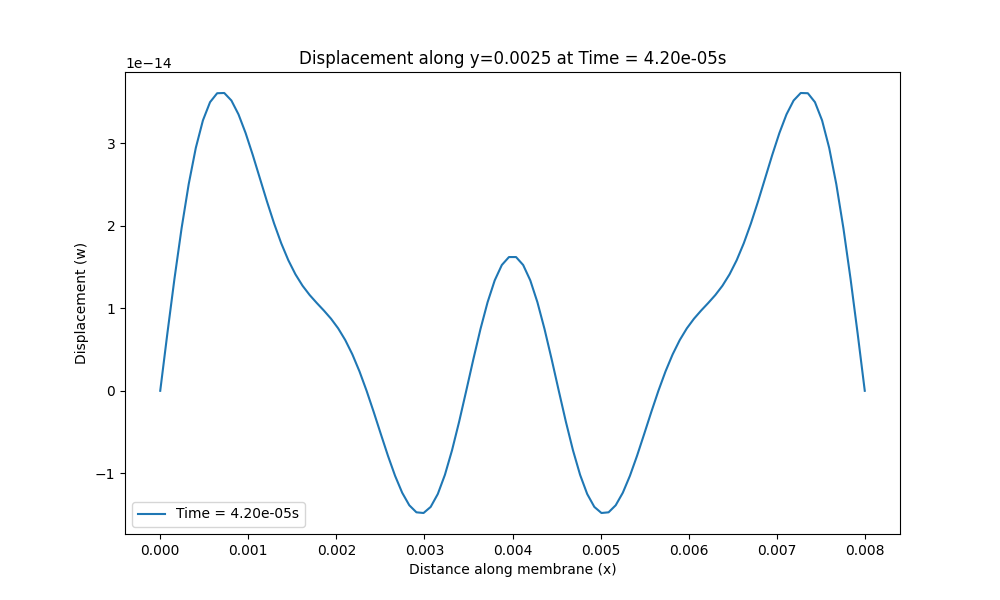 Displacement along y=0.0025 at Time = 4.20e-05s
1e−14
3
2
1
0
−1
Displacement (w)
Time = 4.20e-05s
0.000 0.001 0.002 0.003 0.004 0.005 0.006 0.007 0.008
Distance along membrane (x)